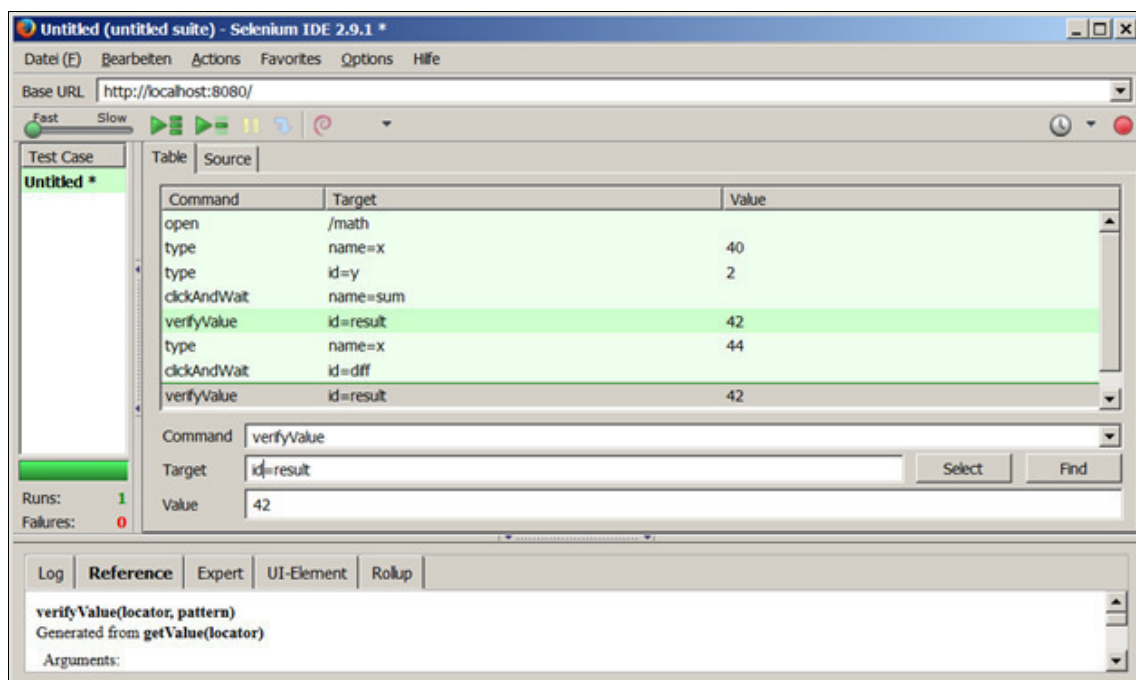 Untitled (untitled suite) - Selenium IDE 2.9.1 *
Datei (F) Bearbeiten Actions Favorites Options Hilfe
Base URL http://localhost:8080/
Fast Slow
Test Case
Untitled *
Table Source
Command Target Value
open /math
type name=x 40
type id=y 2
clickAndWait name=sum
verifyValue id=result 42
type name=x 44
clickAndWait id=diff
verifyValue id=result 42
Command verifyValue
Target id=result Select Find
Value 42
Runs: 1
Failures: 0
Log Reference Expert UI-Element Rollup
verifyValue(locator, pattern)
Generated from getValue(locator)
Arguments: